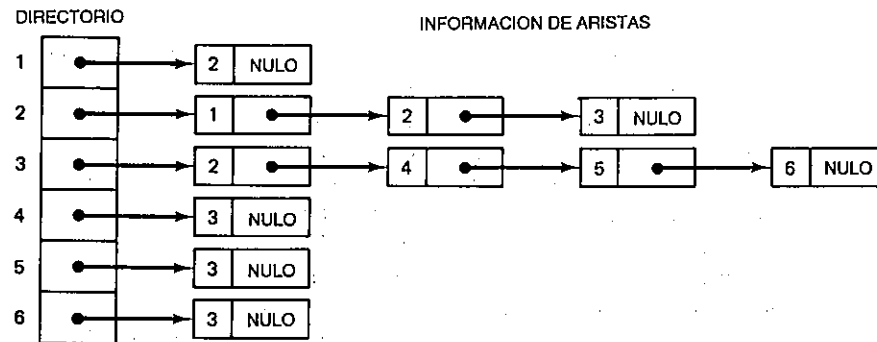 DIRECTORIO
INFORMACION DE ARISTAS
1 2 NULO
2 1 2 3 NULO
3 2 4 5 6 NULO
4 3 NULO
5 3 NULO
6 3 NULO